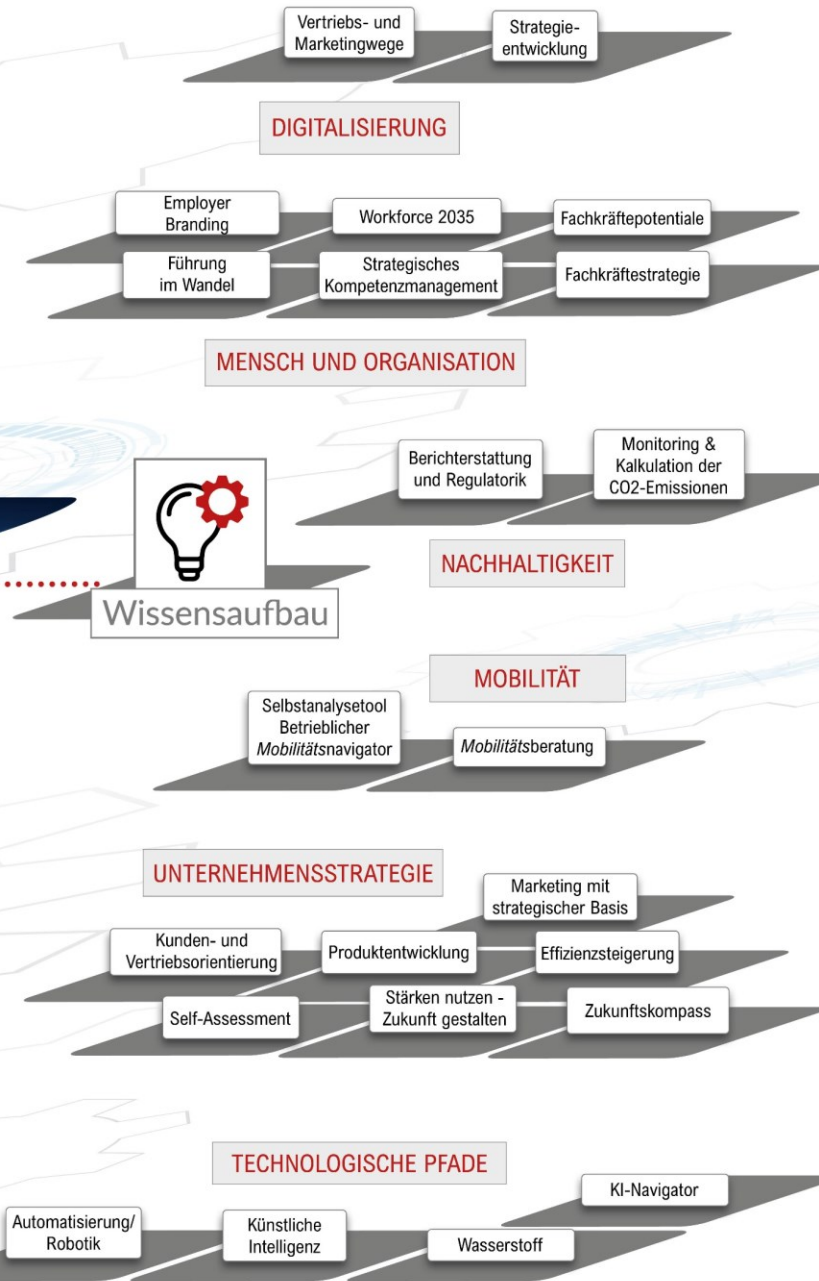 Vertriebs- und
Marketingwege
Strategie-
entwicklung
DIGITALISIERUNG
Employer
Branding
Workforce 2035
Fachkräftepotentiale
Führung
im Wandel
Strategisches
Kompetenzmanagement
Fachkräftestrategie
MENSCH UND ORGANISATION
Berichterstattung
und Regulatorik
Monitoring &
Kalkulation der
CO2-Emissionen
NACHHALTIGKEIT
Wissensaufbau
MOBILITÄT
Selbstanalysetool
Betrieblicher
Mobilitätsnavigator
Mobilitätsberatung
UNTERNEHMENSSTRATEGIE
Marketing mit
strategischer Basis
Kunden- und
Vertriebsorientierung
Produktentwicklung
Effizienzsteigerung
Self-Assessment
Stärken nutzen -
Zukunft gestalten
Zukunftskompass
TECHNOLOGISCHE PFADE
KI-Navigator
Automatisierung/
Robotik
Künstliche
Intelligenz
Wasserstoff